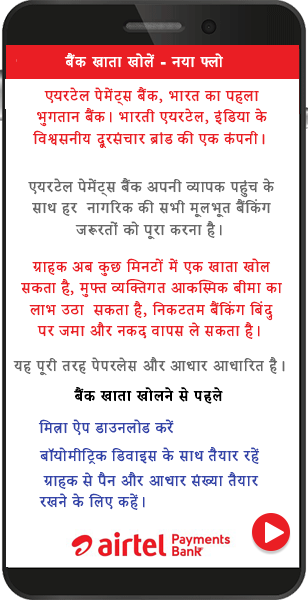 बैंक खाता खोलें - नया फ्लो
एयरटेल पेमेंट्स बैंक, भारत का पहला
भुगतान बैंक। भारती एयरटेल, इंडिया के
विश्वसनीय दूरसंचार ब्रांड की एक कंपनी।
एयरटेल पेमेंट्स बैंक अपनी व्यापक पहुंच के
साथ हर नागरिक की सभी मूलभूत बैंकिंग
जरूरतों को पूरा करना है।
ग्राहक अब कुछ मिनटों में एक खाता खोल
सकता है, मुफ्त व्यक्तिगत आकस्मिक बीमा का
लाभ उठा सकता है, निकटतम बैंकिंग बिंदु
पर जमा और नकद वापस ले सकता है।
यह पूरी तरह पेपरलेस और आधार आधारित है।
बैंक खाता खोलने से पहले
मित्रा ऐप डाउनलोड करें
बॉयोमीट्रिक डिवाइस के साथ तैयार रहें
ग्राहक से पैन और आधार संख्या तैयार
रखने के लिए कहें।
airtel Payments
Bank